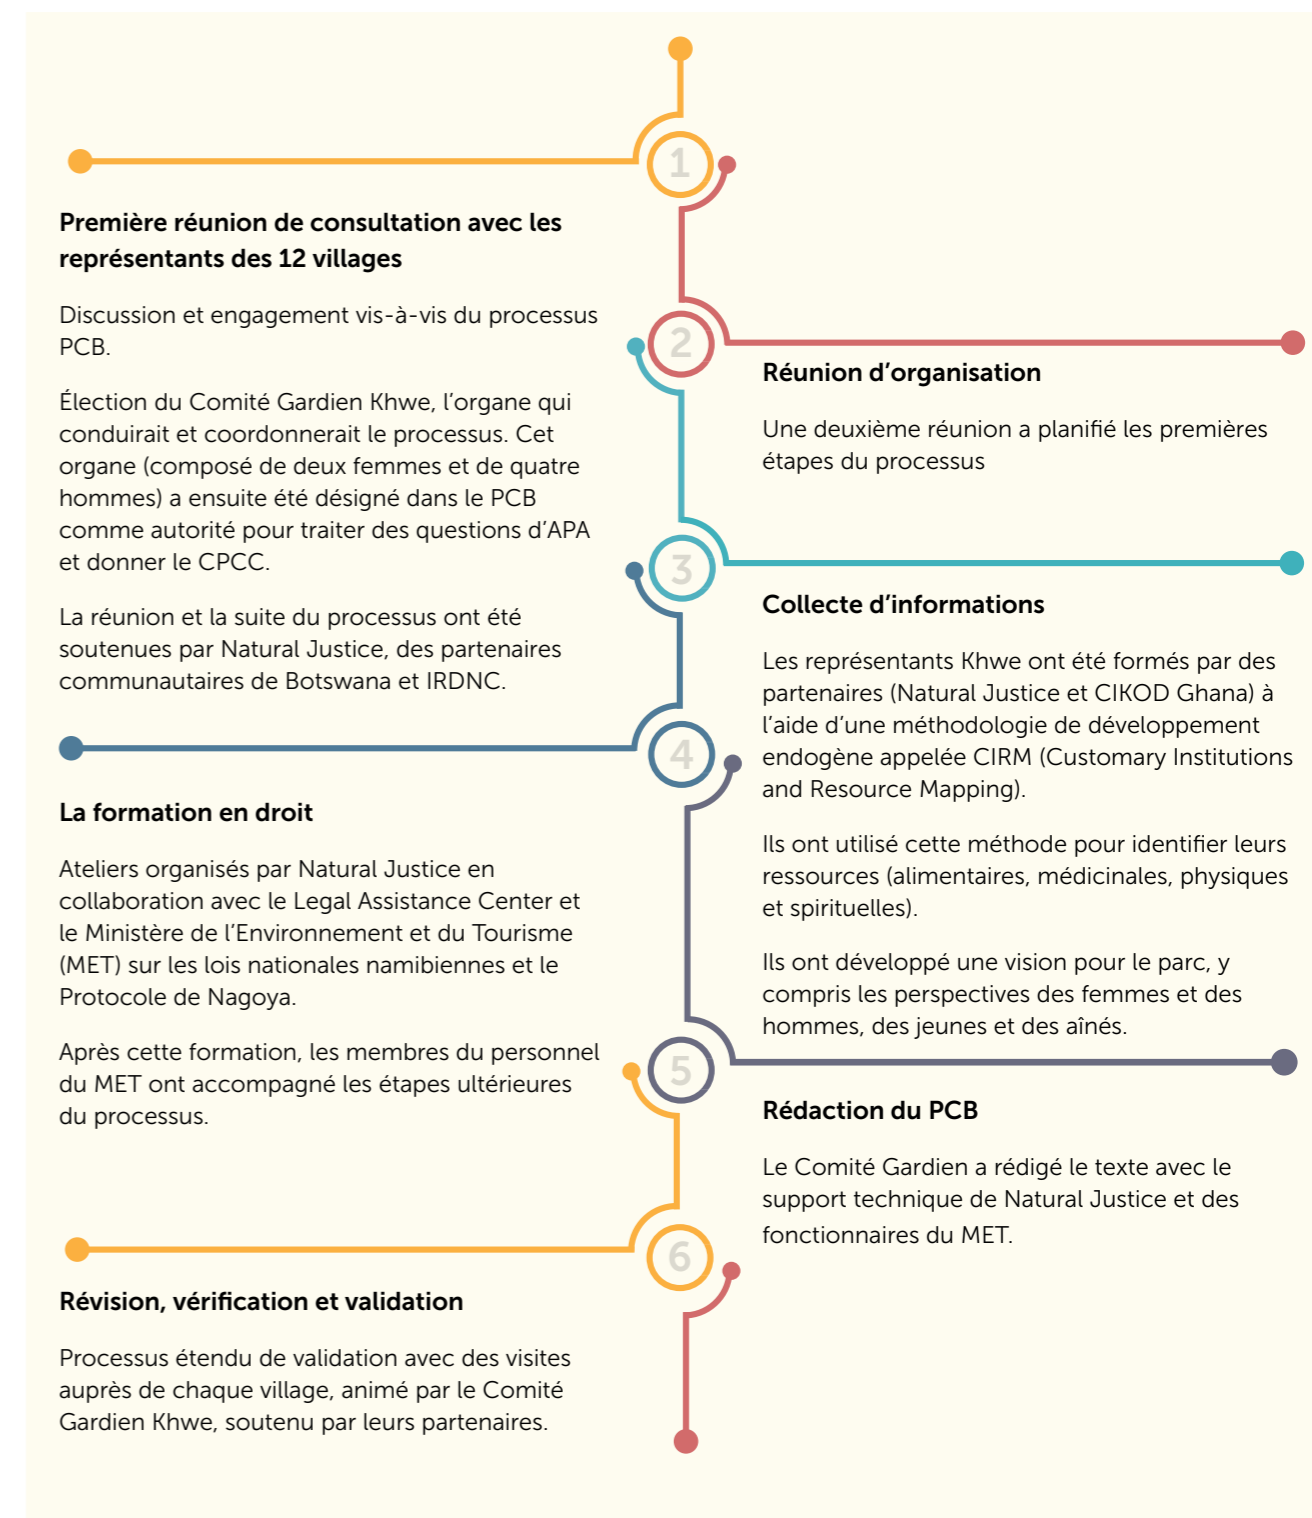 1
Première réunion de consultation avec les
représentants des 12 villages
Discussion et engagement vis-à-vis du processus
PCB.
Élection du Comité Gardien Khwe, l’organe qui
conduirait et coordonnerait le processus. Cet
organe (composé de deux femmes et de quatre
hommes) a ensuite été désigné dans le PCB
comme autorité pour traiter des questions d’APA
et donner le CPCC.
La réunion et la suite du processus ont été
soutenues par Natural Justice, des partenaires
communautaires de Botswana et IRDNC.
2
Réunion d’organisation
Une deuxième réunion a planifié les premières
étapes du processus
3
Collecte d’informations
Les représentants Khwe ont été formés par des
partenaires (Natural Justice et CIKOD Ghana) à
l’aide d’une méthodologie de développement
endogène appelée CIRM (Customary Institutions
and Resource Mapping).
Ils ont utilisé cette méthode pour identifier leurs
ressources (alimentaires, médicinales, physiques
et spirituelles).
Ils ont développé une vision pour le parc, y
compris les perspectives des femmes et des
hommes, des jeunes et des aînés.
4
La formation en droit
Ateliers organisés par Natural Justice en
collaboration avec le Legal Assistance Center et
le Ministère de l’Environnement et du Tourisme
(MET) sur les lois nationales namibiennes et le
Protocole de Nagoya.
Après cette formation, les membres du personnel
du MET ont accompagné les étapes ultérieures
du processus.
5
Rédaction du PCB
Le Comité Gardien a rédigé le texte avec le
support technique de Natural Justice et des
fonctionnaires du MET.
6
Révision, vérification et validation
Processus étendu de validation avec des visites
auprès de chaque village, animé par le Comité
Gardien Khwe, soutenu par leurs partenaires.